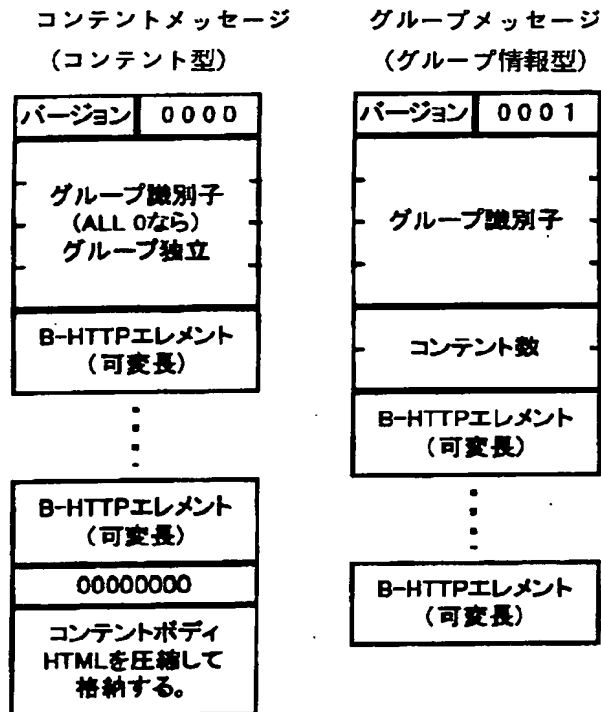 コンテントメッセージ
(コンテント型)
バージョン 0000
グループ識別子
(ALL 0なら)
グループ独立
B-HTTPエレメント
(可変長)
B-HTTPエレメント
(可変長)
00000000
コンテントボディ
HTMLを圧縮して
格納する。
グループメッセージ
(グループ情報型)
バージョン 0001
グループ識別子
コンテント数
B-HTTPエレメント
(可変長)
B-HTTPエレメント
(可変長)